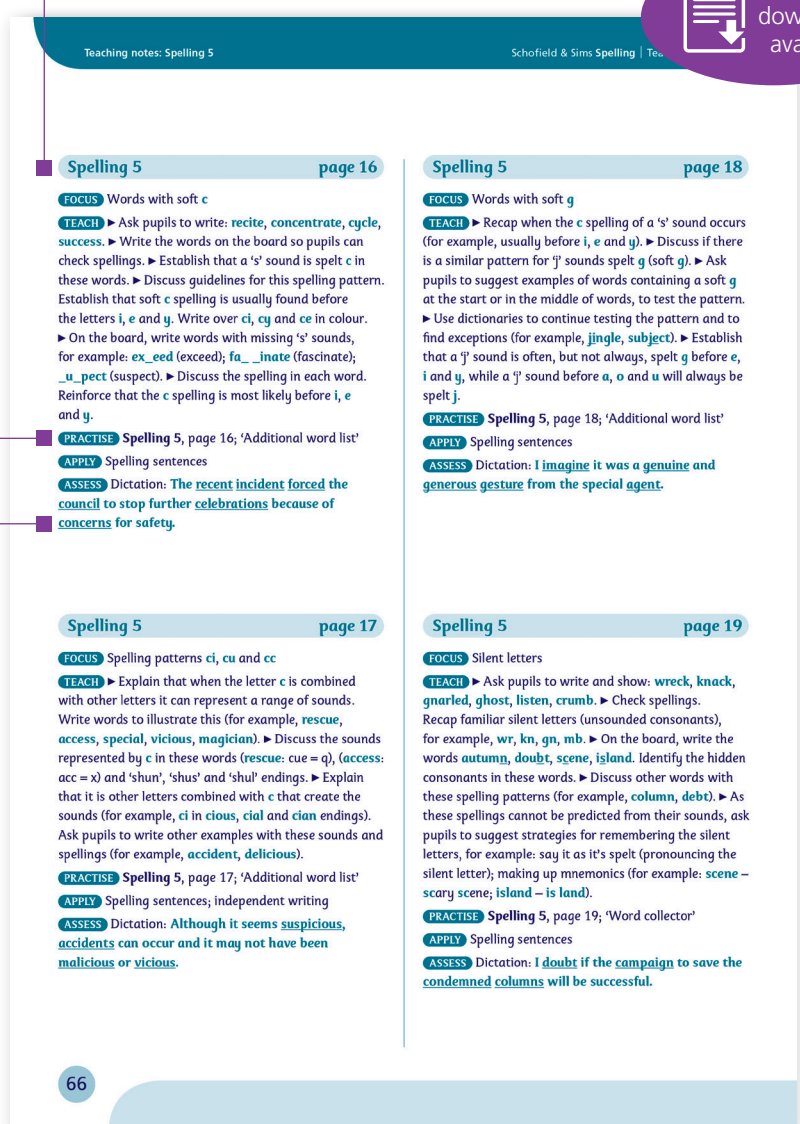 Teaching notes: Spelling 5
Schofield & Sims Spelling |
Spelling 5 page 16
FOCUS Words with soft c
TEACH ► Ask pupils to write: recite, concentrate, cycle,
success. ► Write the words on the board so pupils can
check spellings. ► Establish that a ‘s’ sound is spelt c in
these words. ► Discuss guidelines for this spelling pattern.
Establish that soft c spelling is usually found before
the letters i, e and y. Write over ci, cy and ce in colour.
► On the board, write words with missing ‘s’ sounds,
for example: ex_eed (exceed); fa_ _inate (fascinate);
_u_pect (suspect). ► Discuss the spelling in each word.
Reinforce that the c spelling is most likely before i, e
and y.
PRACTISE Spelling 5, page 16; ‘Additional word list’
APPLY Spelling sentences
ASSESS Dictation: The recent incident forced the
council to stop further celebrations because of
concerns for safety.
Spelling 5 page 17
FOCUS Spelling patterns ci, cu and cc
TEACH ► Explain that when the letter c is combined
with other letters it can represent a range of sounds.
Write words to illustrate this (for example, rescue,
access, special, vicious, magician). ► Discuss the sounds
represented by c in these words (rescue: cue = q), (access:
acc = x) and ‘shun’, ‘shus’ and ‘shul’ endings. ► Explain
that it is other letters combined with c that create the
sounds (for example, ci in cious, cial and cian endings).
Ask pupils to write other examples with these sounds and
spellings (for example, accident, delicious).
PRACTISE Spelling 5, page 17; ‘Additional word list’
APPLY Spelling sentences; independent writing
ASSESS Dictation: Although it seems suspicious,
accidents can occur and it may not have been
malicious or vicious.
Spelling 5 page 18
FOCUS Words with soft g
TEACH ► Recap when the c spelling of a ‘s’ sound occurs
(for example, usually before i, e and y). ► Discuss if there
is a similar pattern for ‘j’ sounds spelt g (soft g). ► Ask
pupils to suggest examples of words containing a soft g
at the start or in the middle of words, to test the pattern.
► Use dictionaries to continue testing the pattern and to
find exceptions (for example, jingle, subject). ► Establish
that a ‘j’ sound is often, but not always, spelt g before e,
i and y, while a ‘j’ sound before a, o and u will always be
spelt j.
PRACTISE Spelling 5, page 18; ‘Additional word list’
APPLY Spelling sentences
ASSESS Dictation: I imagine it was a genuine and
generous gesture from the special agent.
Spelling 5 page 19
FOCUS Silent letters
TEACH ► Ask pupils to write and show: wreck, knack,
gnarled, ghost, listen, crumb. ► Check spellings.
Recap familiar silent letters (unsounded consonants),
for example, wr, kn, gn, mb. ► On the board, write the
words autumn, doubt, scene, island. Identify the hidden
consonants in these words. ► Discuss other words with
these spelling patterns (for example, column, debt). ► As
these spellings cannot be predicted from their sounds, ask
pupils to suggest strategies for remembering the silent
letters, for example: say it as it’s spelt (pronouncing the
silent letter); making up mnemonics (for example: scene –
scary scene; island – is land).
PRACTISE Spelling 5, page 19; ‘Word collector’
APPLY Spelling sentences
ASSESS Dictation: I doubt if the campaign to save the
condemned columns will be successful.
66